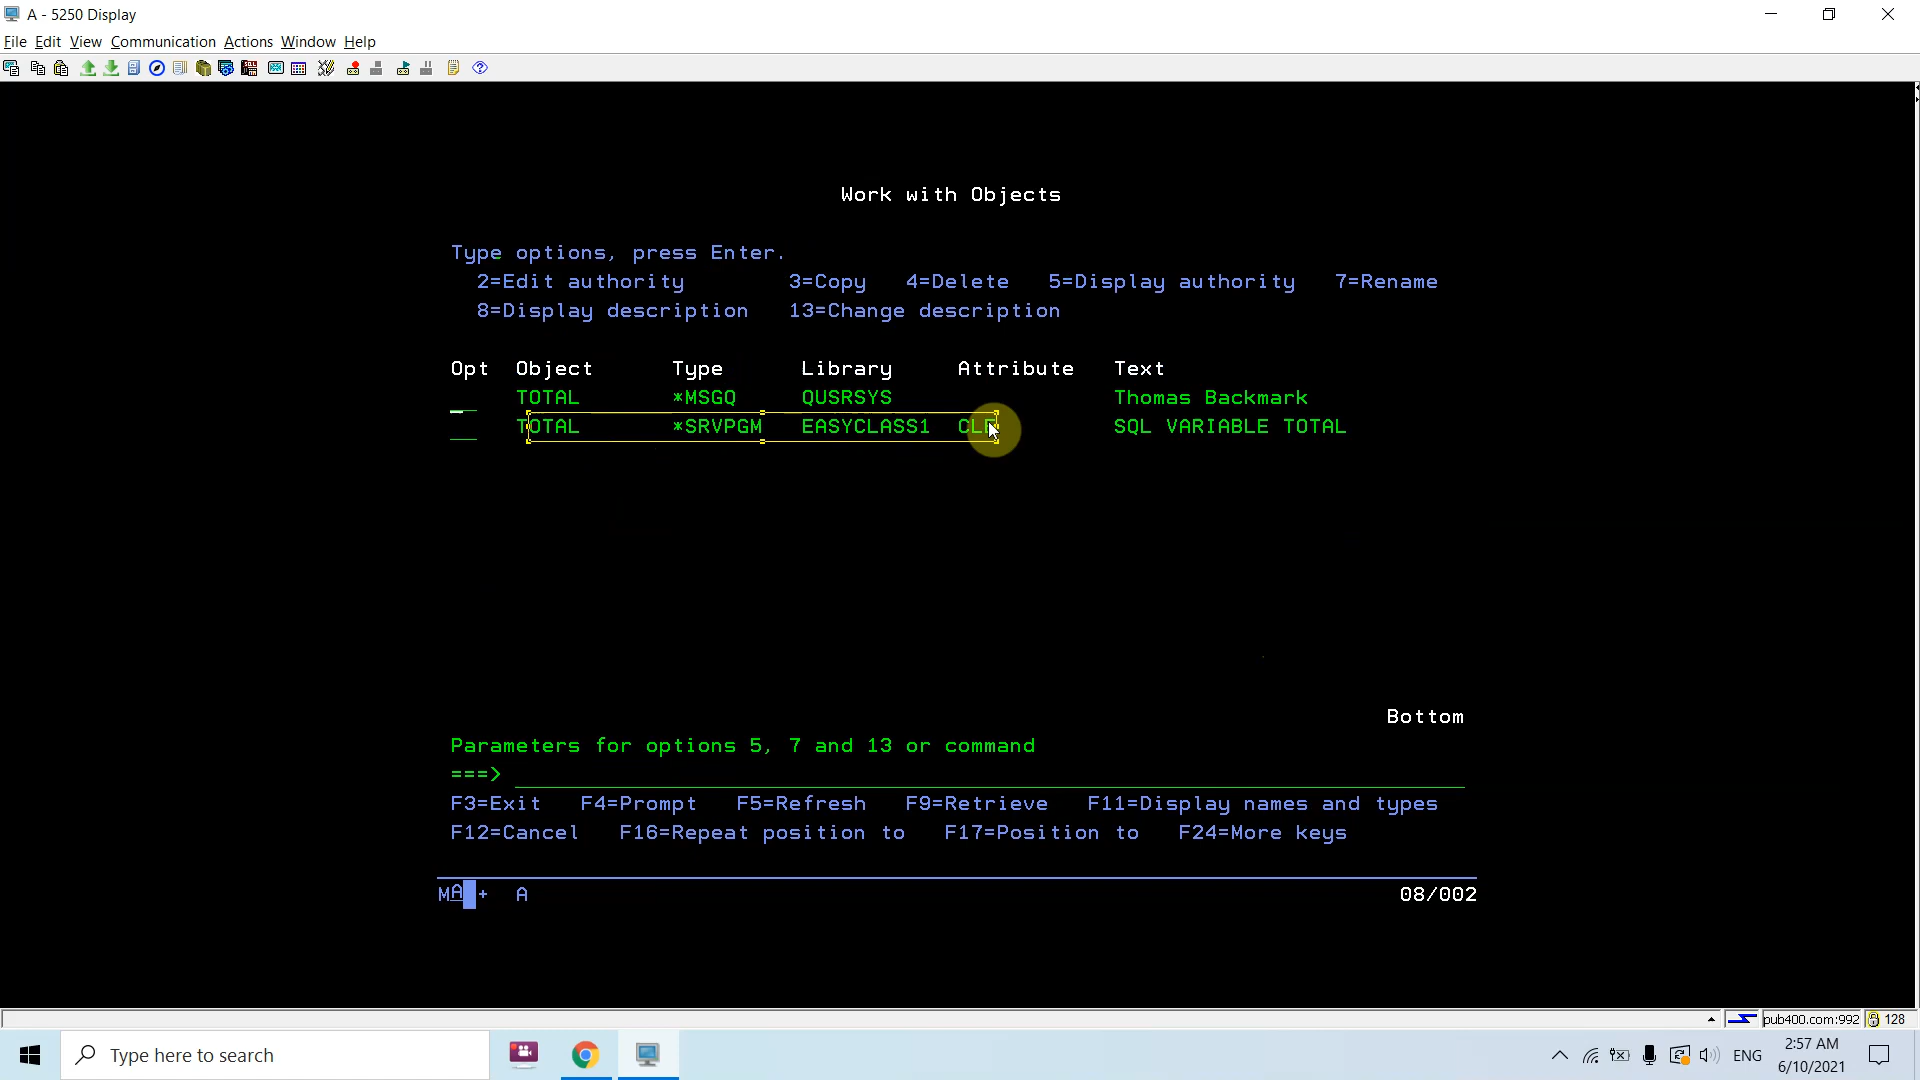 A - 5250 Display
File Edit View Communication Actions Window Help
Work with Objects
Type options, press Enter.
2=Edit authority 3=Copy 4=Delete 5=Display authority 7=Rename
8=Display description 13=Change description
Opt Object Type Library Attribute Text
TOTAL *MSGQ QUSRSYS Thomas Backmark
TOTAL *SRVPGM EASYCLASS1 SQL VARIABLE TOTAL
Bottom
Parameters for options 5, 7 and 13 or command
===>
F3=Exit F4=Prompt F5=Refresh F9=Retrieve F11=Display names and types
F12=Cancel F16=Repeat position to F17=Position to F24=More keys
MA + A 08/002
pub400.com:992 128
Type here to search
ENG
2:57 AM
6/10/2021